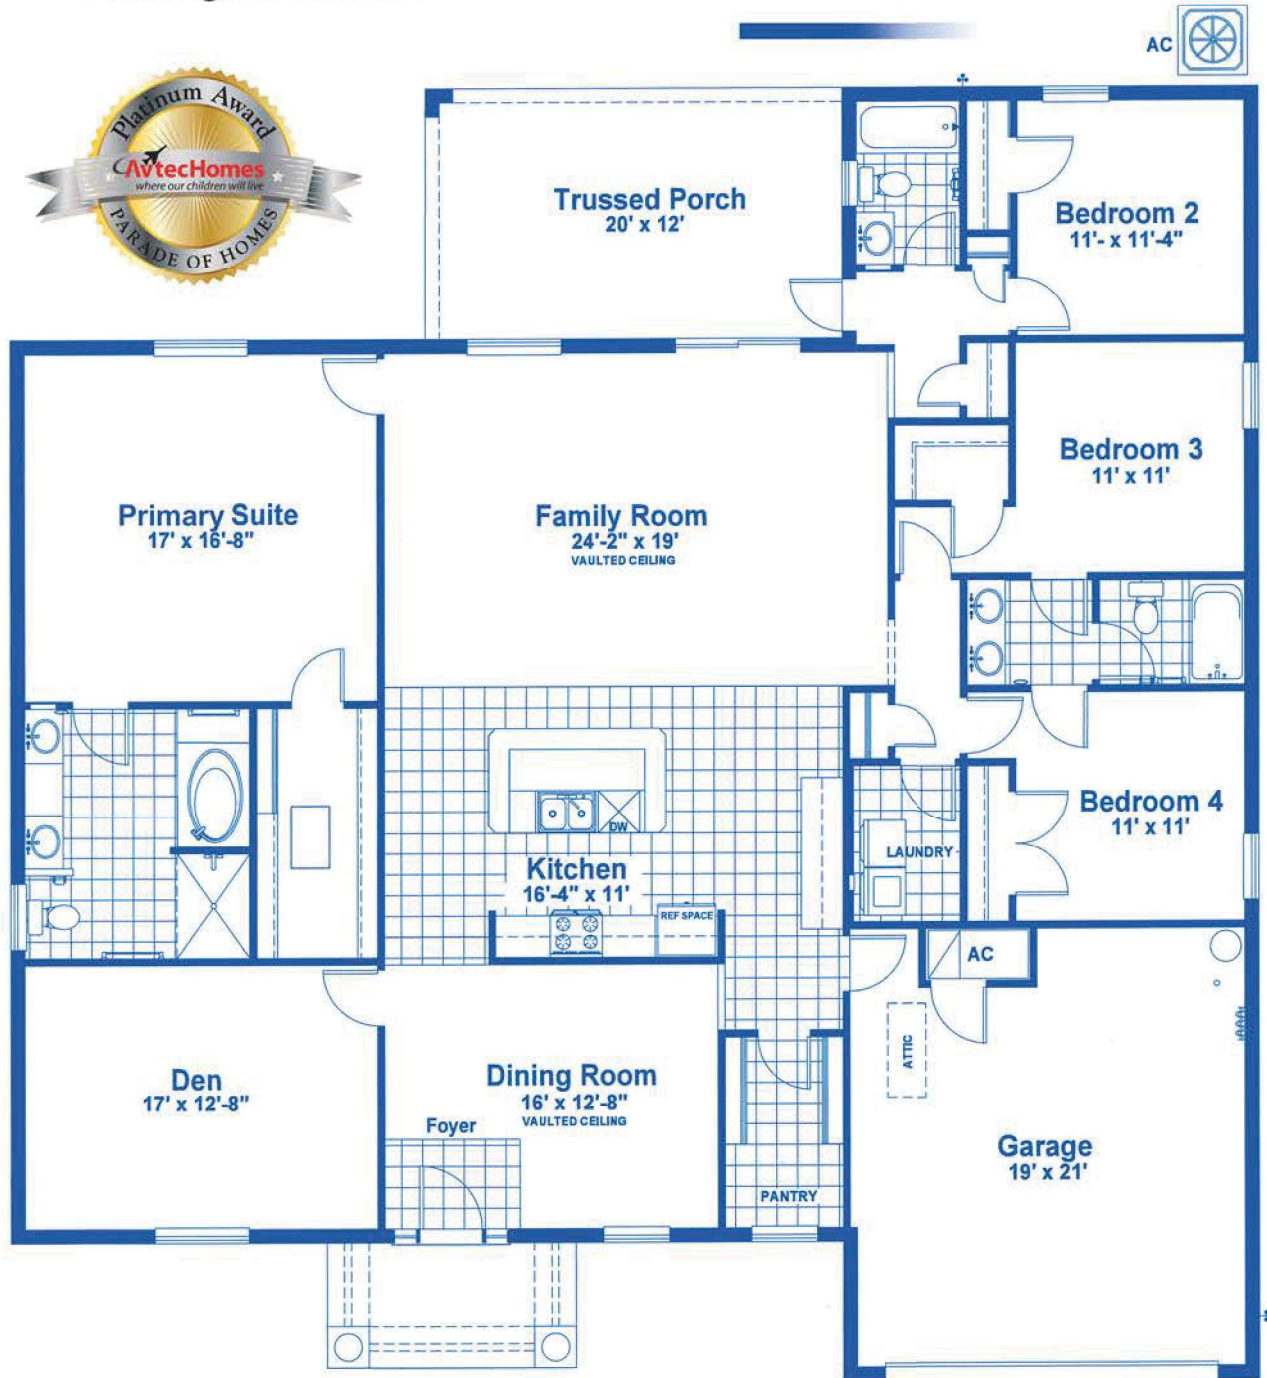 AC
Platinum Award
AvtecHomes
where our children will live
PARADE OF HOMES
Trussed Porch
20' x 12'
Bedroom 2
11'- x 11'-4"
Primary Suite
17' x 16'-8"
Family Room
24'-2" x 19'
VAULTED CEILING
Bedroom 3
11' x 11'
DW
Kitchen
16'-4" x 11'
REF SPACE
LAUNDRY
Bedroom 4
11' x 11'
AC
ATTIC
Den
17' x 12'-8"
Dining Room
16' x 12'-8"
VAULTED CEILING
Foyer
PANTRY
Garage
19' x 21'